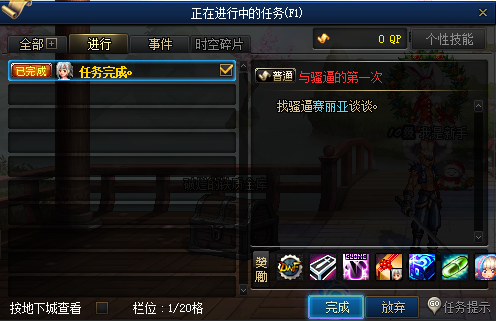 正在进行中的任务(F1)
全部 进行 事件 时空碎片 0 QP 个性技能
已完成 任务完成。
普通 与骚逼的第一次
找骚逼赛丽亚谈谈。
奖励
按地下城查看 栏位：1/20格 完成 放弃 GO 任务提示